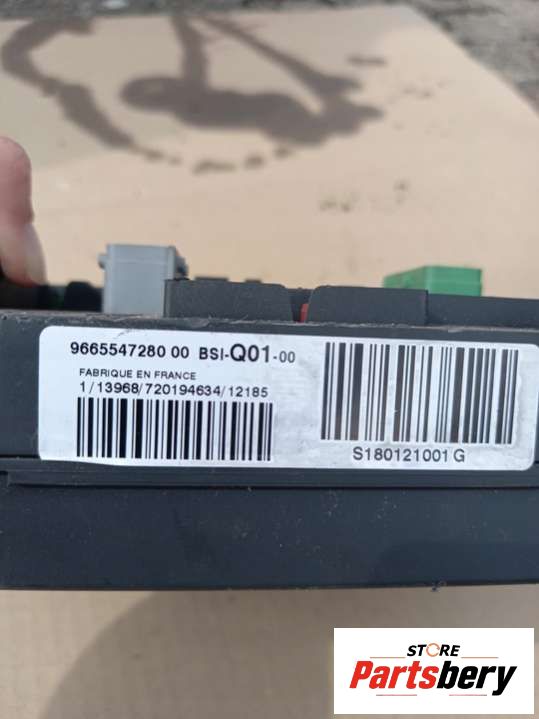 9665547280 00 BSI-Q01-00
FABRIQUE EN FRANCE
1/13968/720194634/12185
S180121001 G
STORE
Partsbery